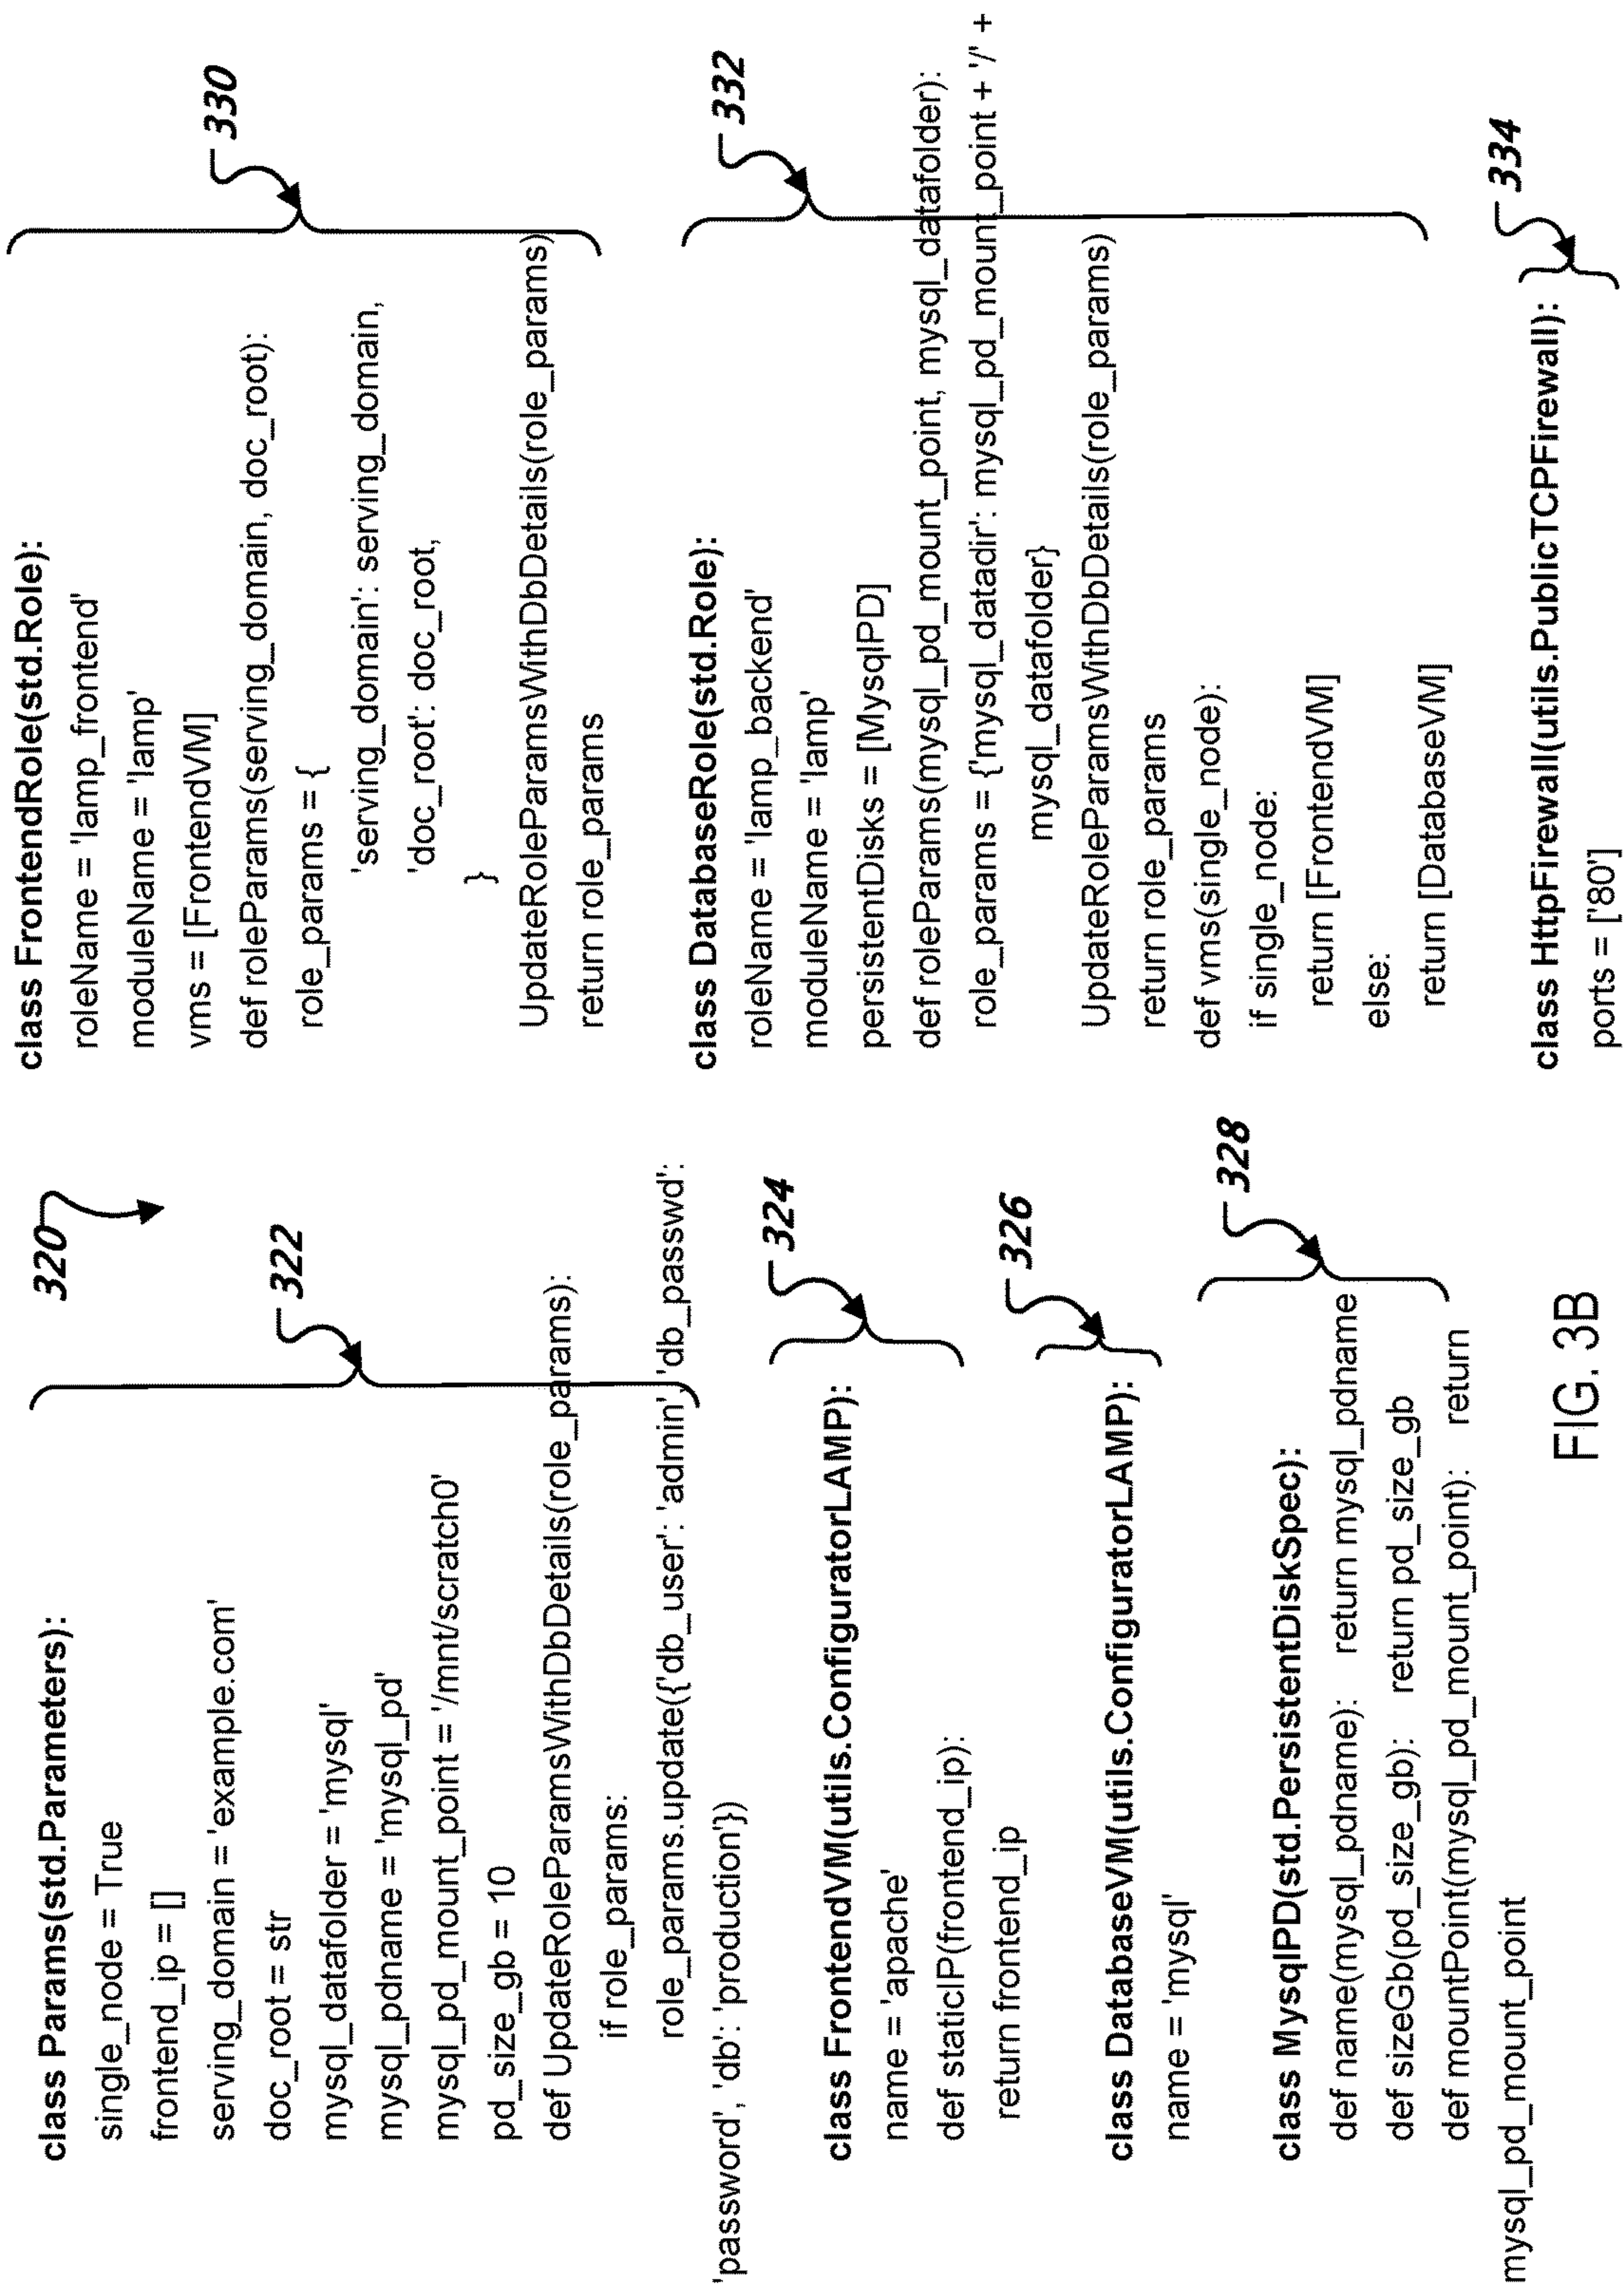 320
class Params(std.Parameters):
single_node = True
frontend_ip = []
serving_domain = 'example.com'
doc_root = str
mysql_datafolder = 'mysql'
mysql_pdname = 'mysql_pd'
mysql_pd_mount_point = '/mnt/scratch0'
pd_size_gb = 10
def UpdateRoleParamsWithDbDetails(role_params):
if role_params:
role_params.update({'db_user': 'admin', 'db_passwd':
'password', 'db': 'production'})
322
class FrontendVM(utils.ConfiguratorLAMP):
name = 'apache'
def staticIP(frontend_ip):
return frontend_ip
324
class DatabaseVM(utils.ConfiguratorLAMP):
name = 'mysql'
326
class MysqlPD(std.PersistentDiskSpec):
def name(mysql_pdname): return mysql_pdname
def sizeGb(pd_size_gb): return pd_size_gb
def mountPoint(mysql_pd_mount_point): return
mysql_pd_mount_point
328
class FrontendRole(std.Role):
roleName = 'lamp_frontend'
moduleName = 'lamp'
vms = [FrontendVM]
def roleParams(serving_domain, doc_root):
role_params = {
'serving_domain': serving_domain,
'doc_root': doc_root,
}
UpdateRoleParamsWithDbDetails(role_params)
return role_params
330
class DatabaseRole(std.Role):
roleName = 'lamp_backend'
moduleName = 'lamp'
persistentDisks = [MysqlPD]
def roleParams(mysql_pd_mount_point, mysql_datafolder):
role_params = {'mysql_datadir': mysql_pd_mount_point + '/' +
mysql_datafolder}
UpdateRoleParamsWithDbDetails(role_params)
return role_params
def vms(single_node):
if single_node:
return [FrontendVM]
else:
return [DatabaseVM]
332
class HttpFirewall(utils.PublicTCPFirewall):
ports = ['80']
334
FIG. 3B